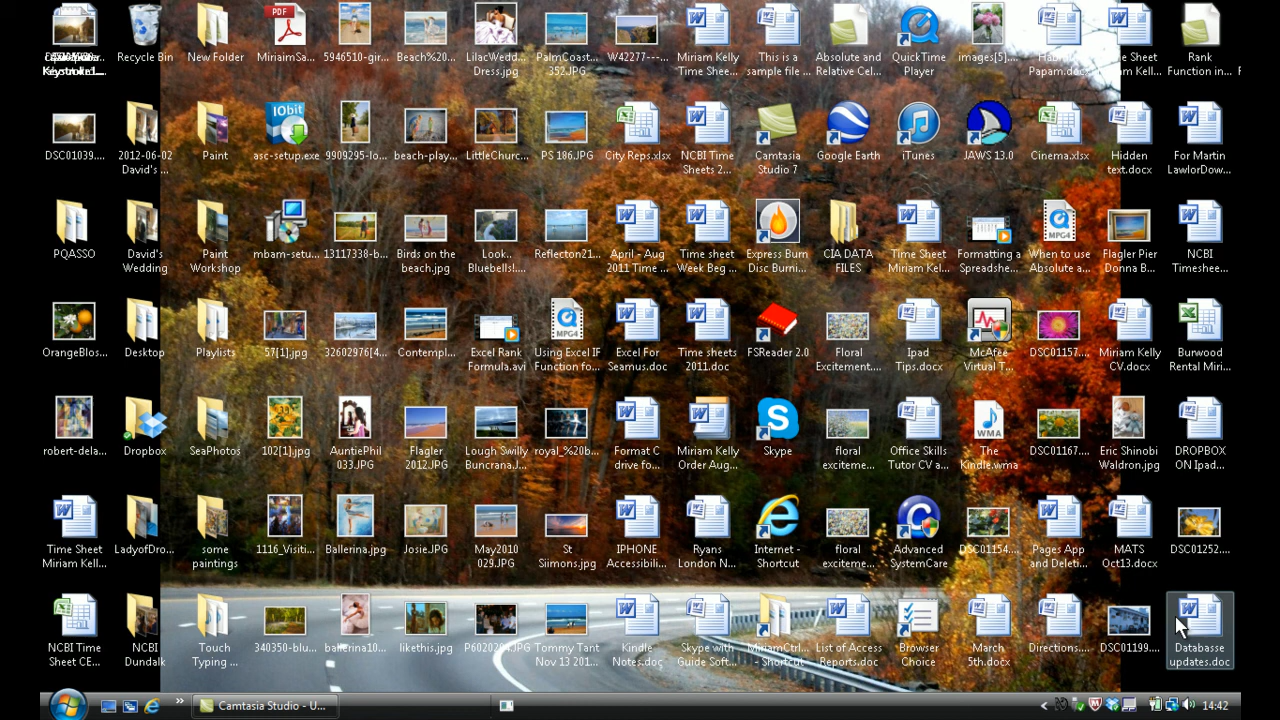 Keystroke1...
Recycle Bin
New Folder
PDF
MiriaimSa...
5946510-gir...
Beach%20...
LilacWedd...
Dress.jpg
PalmCoast...
352.JPG
W42277---...
Miriam Kelly
Time Shee...
This is a
sample file ...
Absolute and
Relative Cel...
QuickTime
Player
images[5]....
Papam.doc
Time Sheet
Miriam Kell...
Rank
Function in...
DSC01039....
2012-06-02
David's ...
Paint
IObit
asc-setup.exe
9909295-lo...
beach-play...
LittleChurc...
PS 186.JPG
City Reps.xlsx
NCBI Time
Sheets 2...
Camtasia
Studio 7
Google Earth
iTunes
JAWS 13.0
Cinema.xlsx
Hidden
text.docx
For Martin
LawlorDow...
PQASSO
David's
Wedding
Paint
Workshop
mbam-setu...
13117338-b...
Birds on the
beach.jpg
Look..
Bluebells!....
Reflecton21...
April - Aug
2011 Time ...
Time sheet
Week Beg ...
Express Burn
Disc Burni...
CIA DATA
FILES
Time Sheet
Miriam Kel...
Formatting a
Spreadshe...
MPG4
When to use
Absolute a...
Flagler Pier
Donna B...
NCBI
Timeshee...
OrangeBlos...
Desktop
Playlists
57[1].jpg
32602976[4...
Contempl...
Excel Rank
Formula.avi
MPG4
Using Excel IF
Function fo...
Excel For
Seamus.doc
Time sheets
2011.doc
FSReader 2.0
Floral
Excitement....
Ipad
Tips.docx
McAfee
Virtual T...
DSC01157....
Miriam Kelly
CV.docx
Burwood
Rental Miri...
robert-dela...
Dropbox
SeaPhotos
102[1].jpg
AuntiePhil
033.JPG
Flagler
2012.JPG
Lough Swilly
Buncrana.J...
royal_%20b...
Format C
drive fo...
Miriam Kelly
Order Aug...
Skype
floral
exciteme...
Office Skills
Tutor CV a...
WMA
The
Kindle.wma
DSC01167....
Eric Shinobi
Waldron.jpg
DROPBOX
ON Ipad...
Time Sheet
Miriam Kell...
LadyofDro...
some
paintings
1116_Visiti...
Ballerina.jpg
Josie.JPG
May2010
029.JPG
St
Siimons.jpg
IPHONE
Accessibili...
Ryans
London N...
Internet -
Shortcut
floral
exciteme...
Advanced
SystemCare
DSC01154....
Pages App
and Deleti...
MATS
Oct13.docx
DSC01252....
NCBI Time
Sheet CE...
NCBI
Dundalk
Touch
Typing ...
340350-blu...
ballerina10...
likethis.jpg
P6020204.JPG
Tommy Tant
Nov 13 201...
Kindle
Notes.doc
Skype with
Guide Soft...
MiriamCtrl...
- Shortcut
List of Access
Reports.doc
Browser
Choice
March
5th.docx
Directions....
DSC01199....
Databasse
updates.doc
Camtasia Studio - U...
14:42